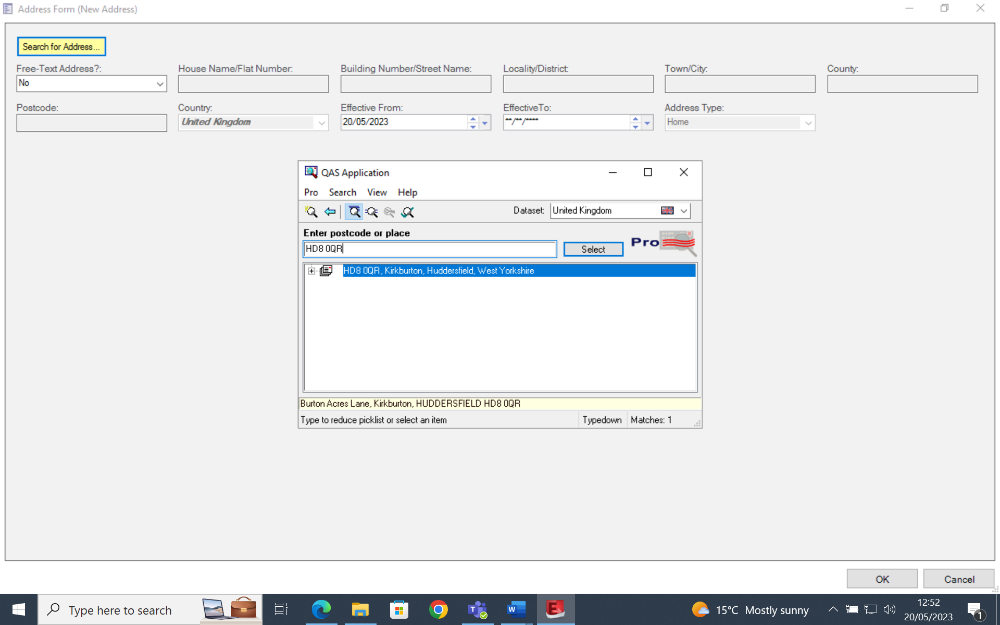 Address Form (New Address)
Search for Address...
Free-Text Address?: House Name/Flat Number: Building Number/Street Name: Locality/District: Town/City: County:
No
Postcode: Country: Effective From: EffectiveTo: Address Type:
United Kingdom 20/05/2023 **/**/**** Home
QAS Application
Pro Search View Help
Dataset: United Kingdom
Enter postcode or place
HD8 0QR Select Pro
HD8 0QR, Kirkburton, Huddersfield, West Yorkshire
Burton Acres Lane, Kirkburton, HUDDERSFIELD HD8 0QR
Type to reduce picklist or select an item Typedown Matches: 1
OK Cancel
Type here to search 15°C Mostly sunny 12:52
20/05/2023 1